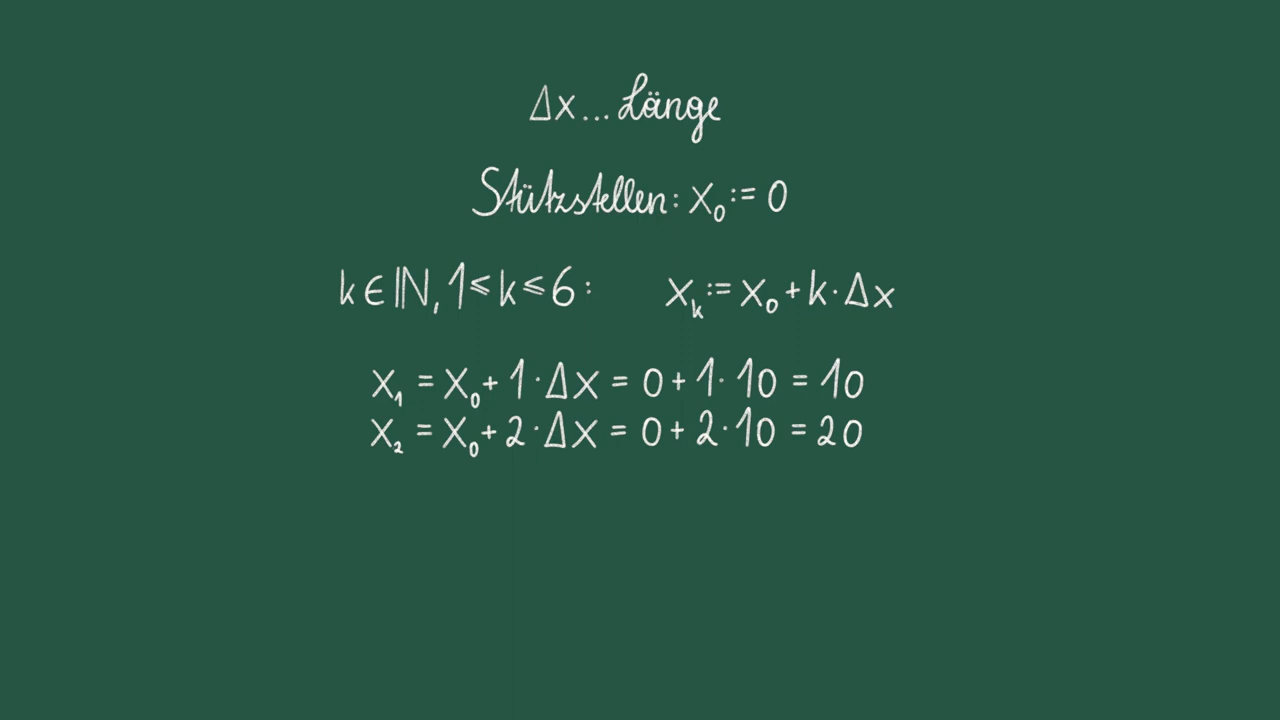 Δx...Länge
Stützstellen: x₀ := 0
k ∈ ℕ, 1 ≤ k ≤ 6: xₖ := x₀ + k · Δx
x₁ = x₀ + 1 · Δx = 0 + 1 · 10 = 10
x₂ = x₀ + 2 · Δx = 0 + 2 · 10 = 20